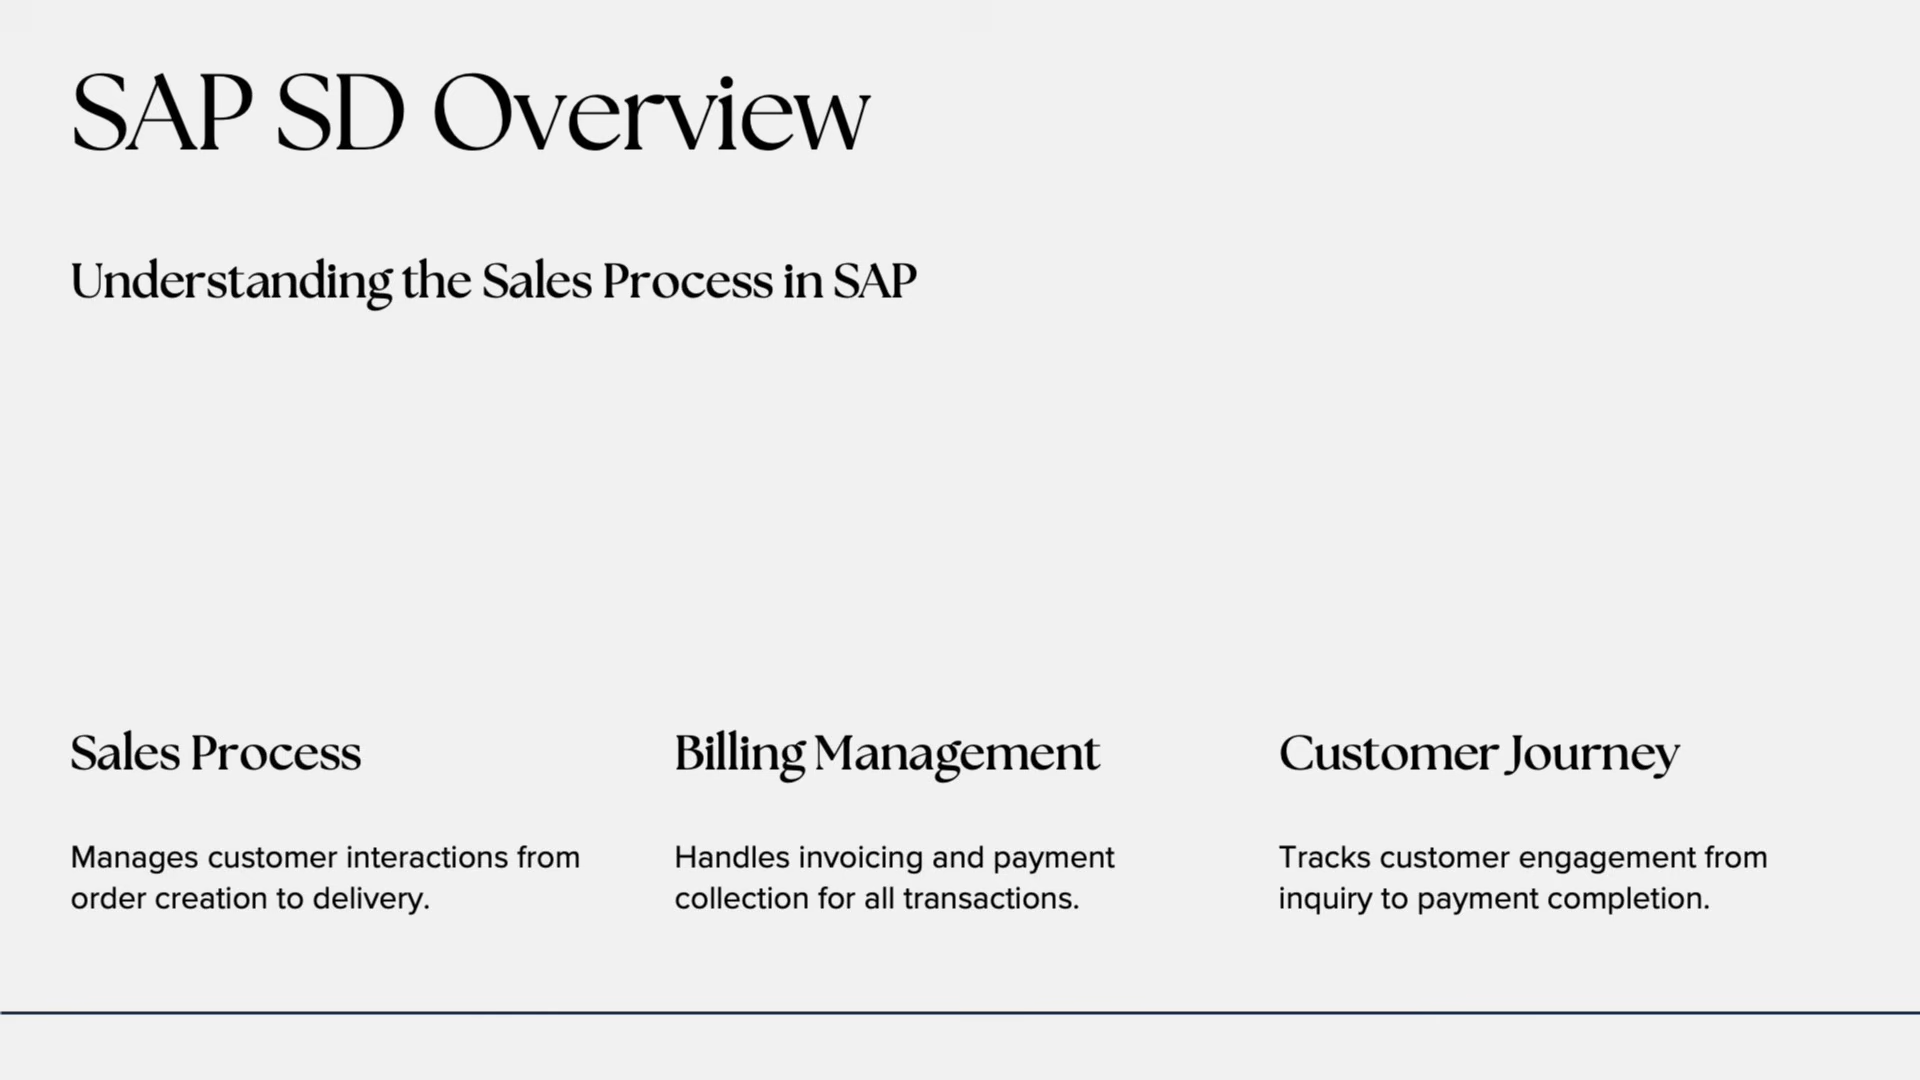 SAP SD Overview
Understanding the Sales Process in SAP
Sales Process
Manages customer interactions from
order creation to delivery.
Billing Management
Handles invoicing and payment
collection for all transactions.
Customer Journey
Tracks customer engagement from
inquiry to payment completion.